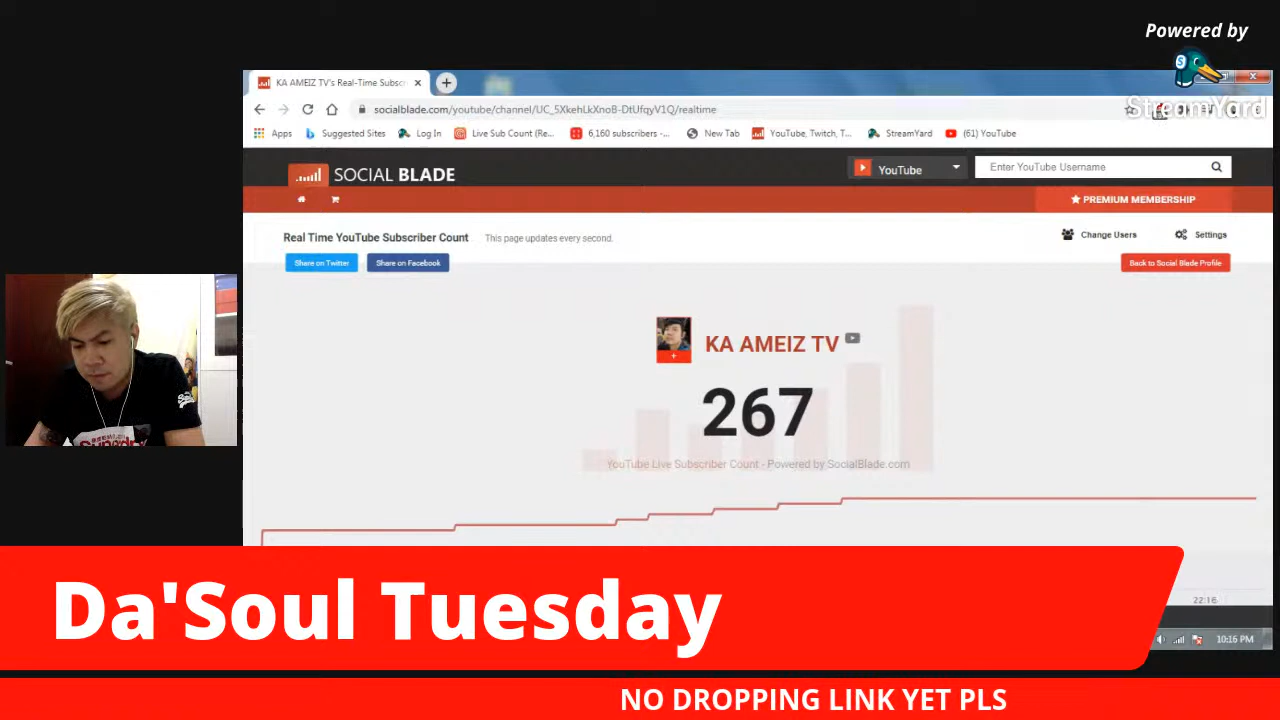 Powered by
StreamYard
KA AMEIZ TV's Real-Time Subscr
socialblade.com/youtube/channel/UC_5XkehLkXnoB-DtUfqyV1Q/realtime
Apps Suggested Sites Log In Live Sub Count (Re... 6,160 subscribers -... New Tab YouTube, Twitch, T... StreamYard (61) YouTube
SOCIAL BLADE YouTube Enter YouTube Username
PREMIUM MEMBERSHIP
Real Time YouTube Subscriber Count This page updates every second. Change Users Settings
Share on Twitter Share on Facebook Back to Social Blade Profile
KA AMEIZ TV
267
YouTube Live Subscriber Count - Powered by SocialBlade.com
22:16
Da'Soul Tuesday
10:16 PM
NO DROPPING LINK YET PLS